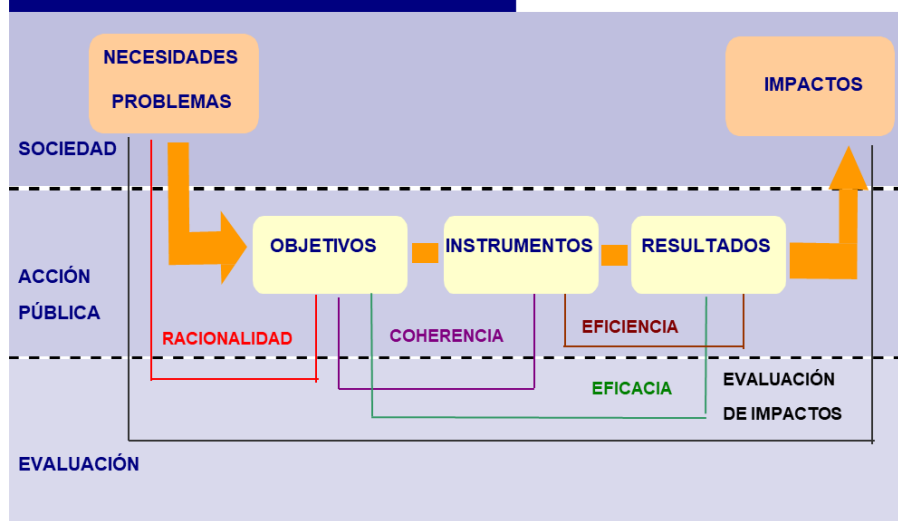 NECESIDADES
PROBLEMAS
IMPACTOS
SOCIEDAD
OBJETIVOS
INSTRUMENTOS
RESULTADOS
ACCIÓN
PÚBLICA
RACIONALIDAD
COHERENCIA
EFICIENCIA
EFICACIA
EVALUACIÓN
DE IMPACTOS
EVALUACIÓN